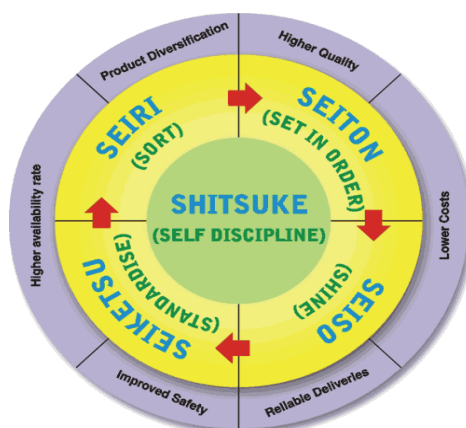 Product Diversification
Higher Quality
Lower Costs
Reliable Deliveries
Improved Safety
Higher availability rate
SEIRI
(SORT)
SEITON
(SET IN ORDER)
SEISO
(SHINE)
SEIKETSU
(STANDARDISE)
SHITSUKE
(SELF DISCIPLINE)